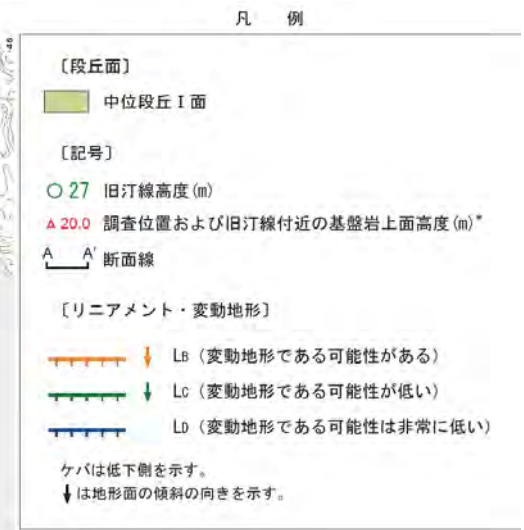 凡　例
〔段丘面〕
中位段丘Ⅰ面
〔記号〕
○ 27 旧汀線高度(m)
△ 20.0 調査位置および旧汀線付近の基盤岩上面高度(m)*
A A' 断面線
〔リニアメント・変動地形〕
LB（変動地形である可能性がある）
LC（変動地形である可能性が低い）
LD（変動地形である可能性は非常に低い）
ケバは低下側を示す。
↓は地形面の傾斜の向きを示す。